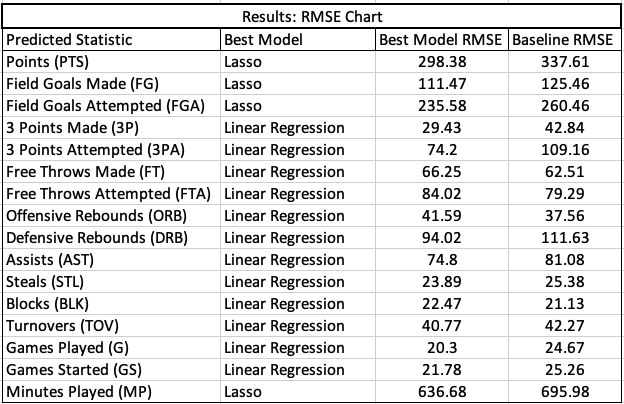 Results: RMSE Chart
Predicted Statistic Best Model Best Model RMSE Baseline RMSE
Points (PTS) Lasso 298.38 337.61
Field Goals Made (FG) Lasso 111.47 125.46
Field Goals Attempted (FGA) Lasso 235.58 260.46
3 Points Made (3P) Linear Regression 29.43 42.84
3 Points Attempted (3PA) Linear Regression 74.2 109.16
Free Throws Made (FT) Linear Regression 66.25 62.51
Free Throws Attempted (FTA) Linear Regression 84.02 79.29
Offensive Rebounds (ORB) Linear Regression 41.59 37.56
Defensive Rebounds (DRB) Linear Regression 94.02 111.63
Assists (AST) Linear Regression 74.8 81.08
Steals (STL) Linear Regression 23.89 25.38
Blocks (BLK) Linear Regression 22.47 21.13
Turnovers (TOV) Linear Regression 40.77 42.27
Games Played (G) Linear Regression 20.3 24.67
Games Started (GS) Linear Regression 21.78 25.26
Minutes Played (MP) Lasso 636.68 695.98